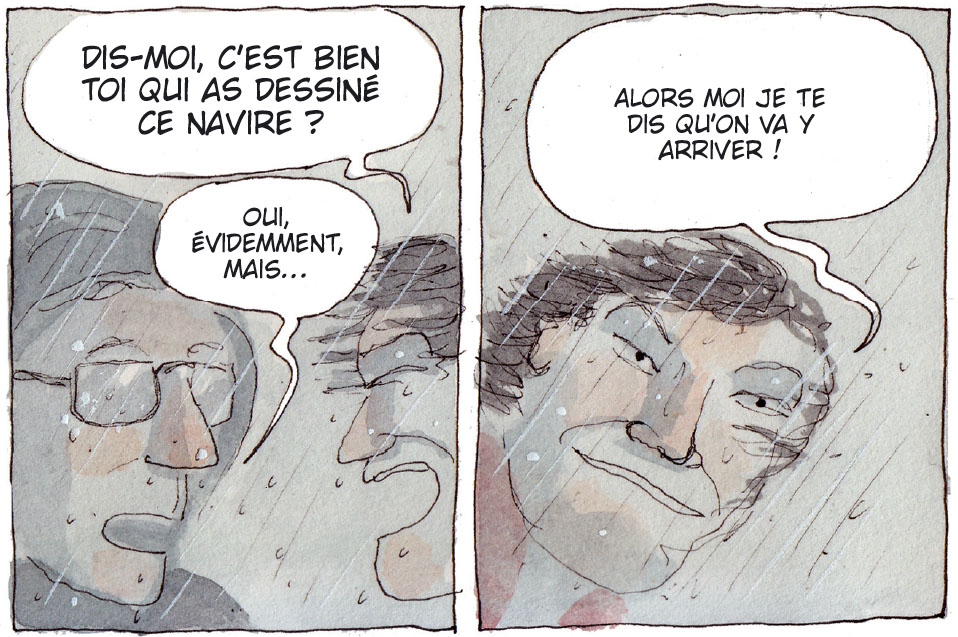 DIS-MOI, C'EST BIEN
TOI QUI AS DESSINÉ
CE NAVIRE ?
OUI,
ÉVIDEMMENT,
MAIS...
ALORS MOI JE TE
DIS QU'ON VA Y
ARRIVER !